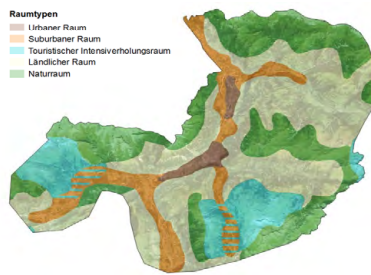 Raumtypen
Urbaner Raum
Suburbaner Raum
Touristischer Intensiverholungsraum
Ländlicher Raum
Naturraum